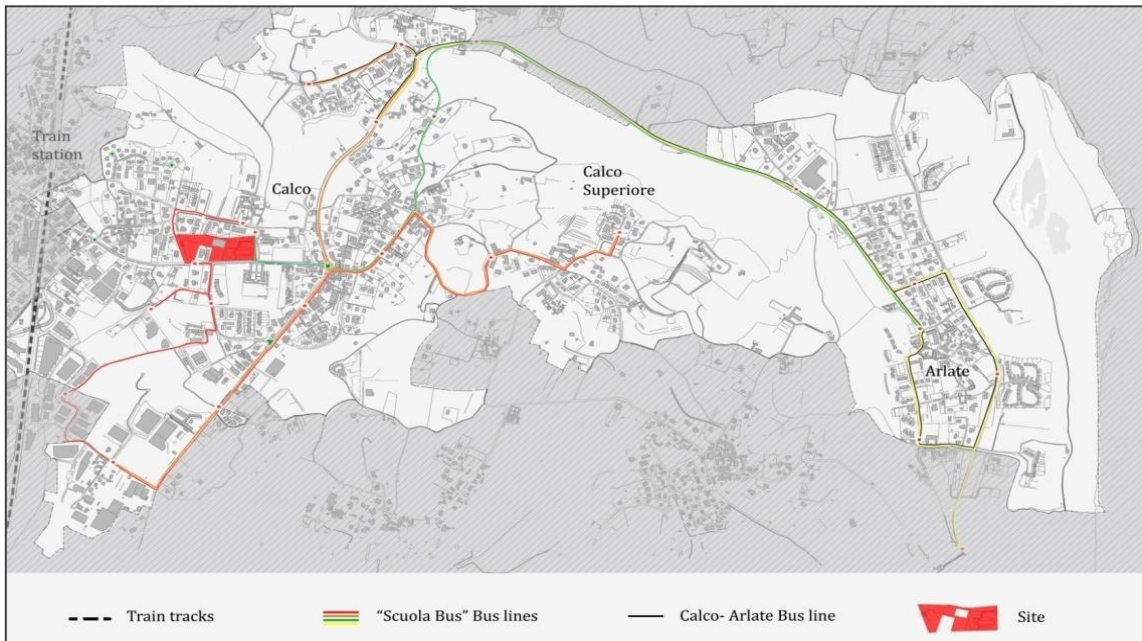 Train
station
Calco
Calco
Superiore
Arlate
Train tracks
"Scuola Bus" Bus lines
Calco- Arlate Bus line
Site